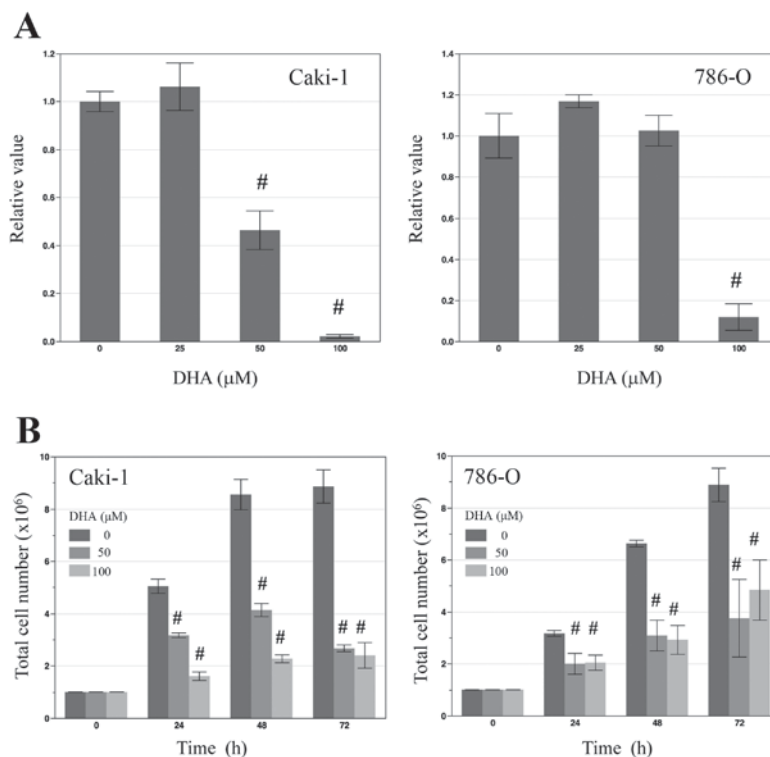 A
Caki-1
Relative value
1.2
1.0
0.8
0.6
0.4
0.2
0.0
#
#
0 25 50 100
DHA (μM)
786-O
Relative value
1.4
1.2
1.0
0.8
0.6
0.4
0.2
0.0
#
0 25 50 100
DHA (μM)
B
Caki-1
DHA (μM)
0
50
100
Total cell number (x10⁶)
10
8
6
4
2
0
# #
# #
# #
0 24 48 72
Time (h)
786-O
DHA (μM)
0
50
100
Total cell number (x10⁶)
10
8
6
4
2
0
# #
# #
# #
0 24 48 72
Time (h)